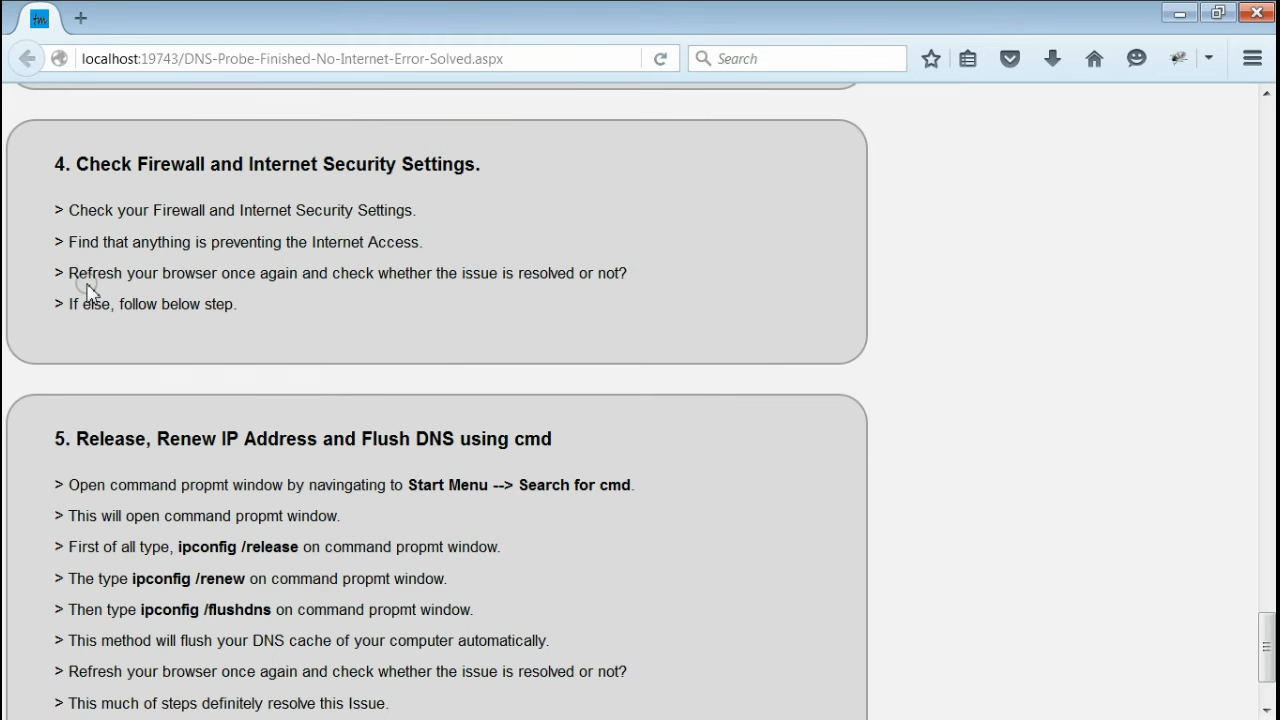 tm
localhost:19743/DNS-Probe-Finished-No-Internet-Error-Solved.aspx
Search
4. Check Firewall and Internet Security Settings.
> Check your Firewall and Internet Security Settings.
> Find that anything is preventing the Internet Access.
> Refresh your browser once again and check whether the issue is resolved or not?
> If else, follow below step.
5. Release, Renew IP Address and Flush DNS using cmd
> Open command propmt window by navigating to Start Menu --> Search for cmd.
> This will open command propmt window.
> First of all type, ipconfig /release on command propmt window.
> The type ipconfig /renew on command propmt window.
> Then type ipconfig /flushdns on command propmt window.
> This method will flush your DNS cache of your computer automatically.
> Refresh your browser once again and check whether the issue is resolved or not?
> This much of steps definitely resolve this Issue.